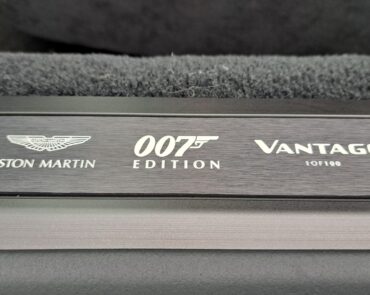 STON MARTIN
007
EDITION
VANTAG
1 OF 100